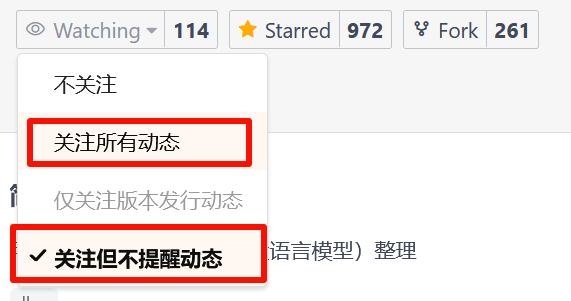 Watching 114 Starred 972 Fork 261
不关注
关注所有动态
仅关注版本发行动态
关注但不提醒动态
语言模型）整理